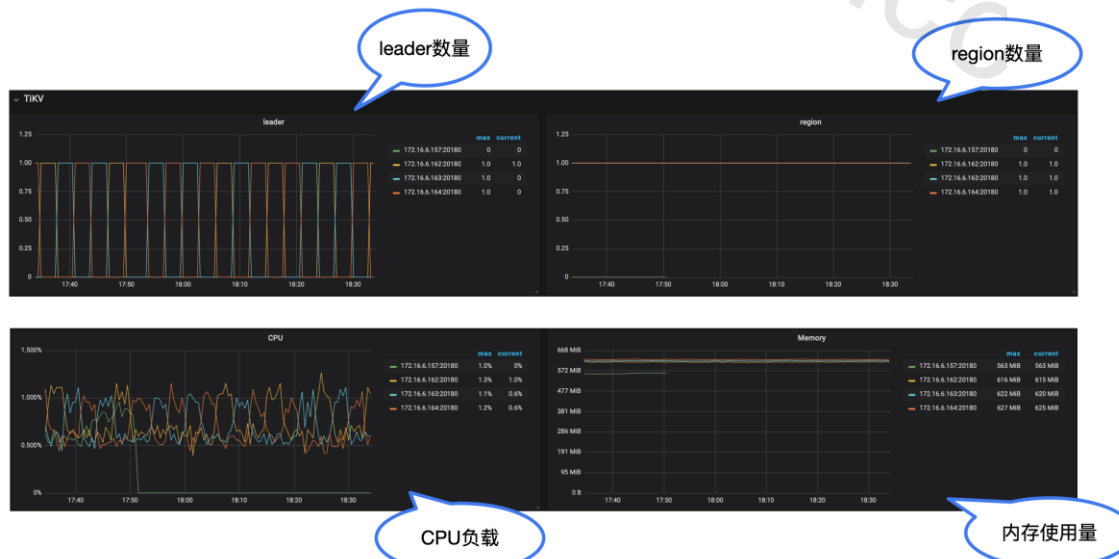 leader数量
region数量
TiKV
leader
max current
1.25
1.00
0.75
0.50
0.25
0
17:40 17:50 18:00 18:10 18:20 18:30
172.16.6.157:20180 0 0
172.16.6.162:20180 1.0 1.0
172.16.6.163:20180 1.0 0
172.16.6.164:20180 1.0 0
region
max current
1.25
1.00
0.75
0.50
0.25
0
17:40 17:50 18:00 18:10 18:20 18:30
172.16.6.157:20180 0 0
172.16.6.162:20180 1.0 1.0
172.16.6.163:20180 1.0 1.0
172.16.6.164:20180 1.0 1.0
CPU
max current
1.500%
1.000%
0.500%
0%
17:40 17:50 18:00 18:10 18:20 18:30
172.16.6.157:20180 1.0% 0%
172.16.6.162:20180 1.3% 1.0%
172.16.6.163:20180 1.1% 0.6%
172.16.6.164:20180 1.2% 0.6%
Memory
max current
668 MiB
572 MiB
477 MiB
381 MiB
286 MiB
191 MiB
95 MiB
0 B
17:40 17:50 18:00 18:10 18:20 18:30
172.16.6.157:20180 563 MiB 563 MiB
172.16.6.162:20180 616 MiB 615 MiB
172.16.6.163:20180 622 MiB 620 MiB
172.16.6.164:20180 627 MiB 625 MiB
CPU负载
内存使用量